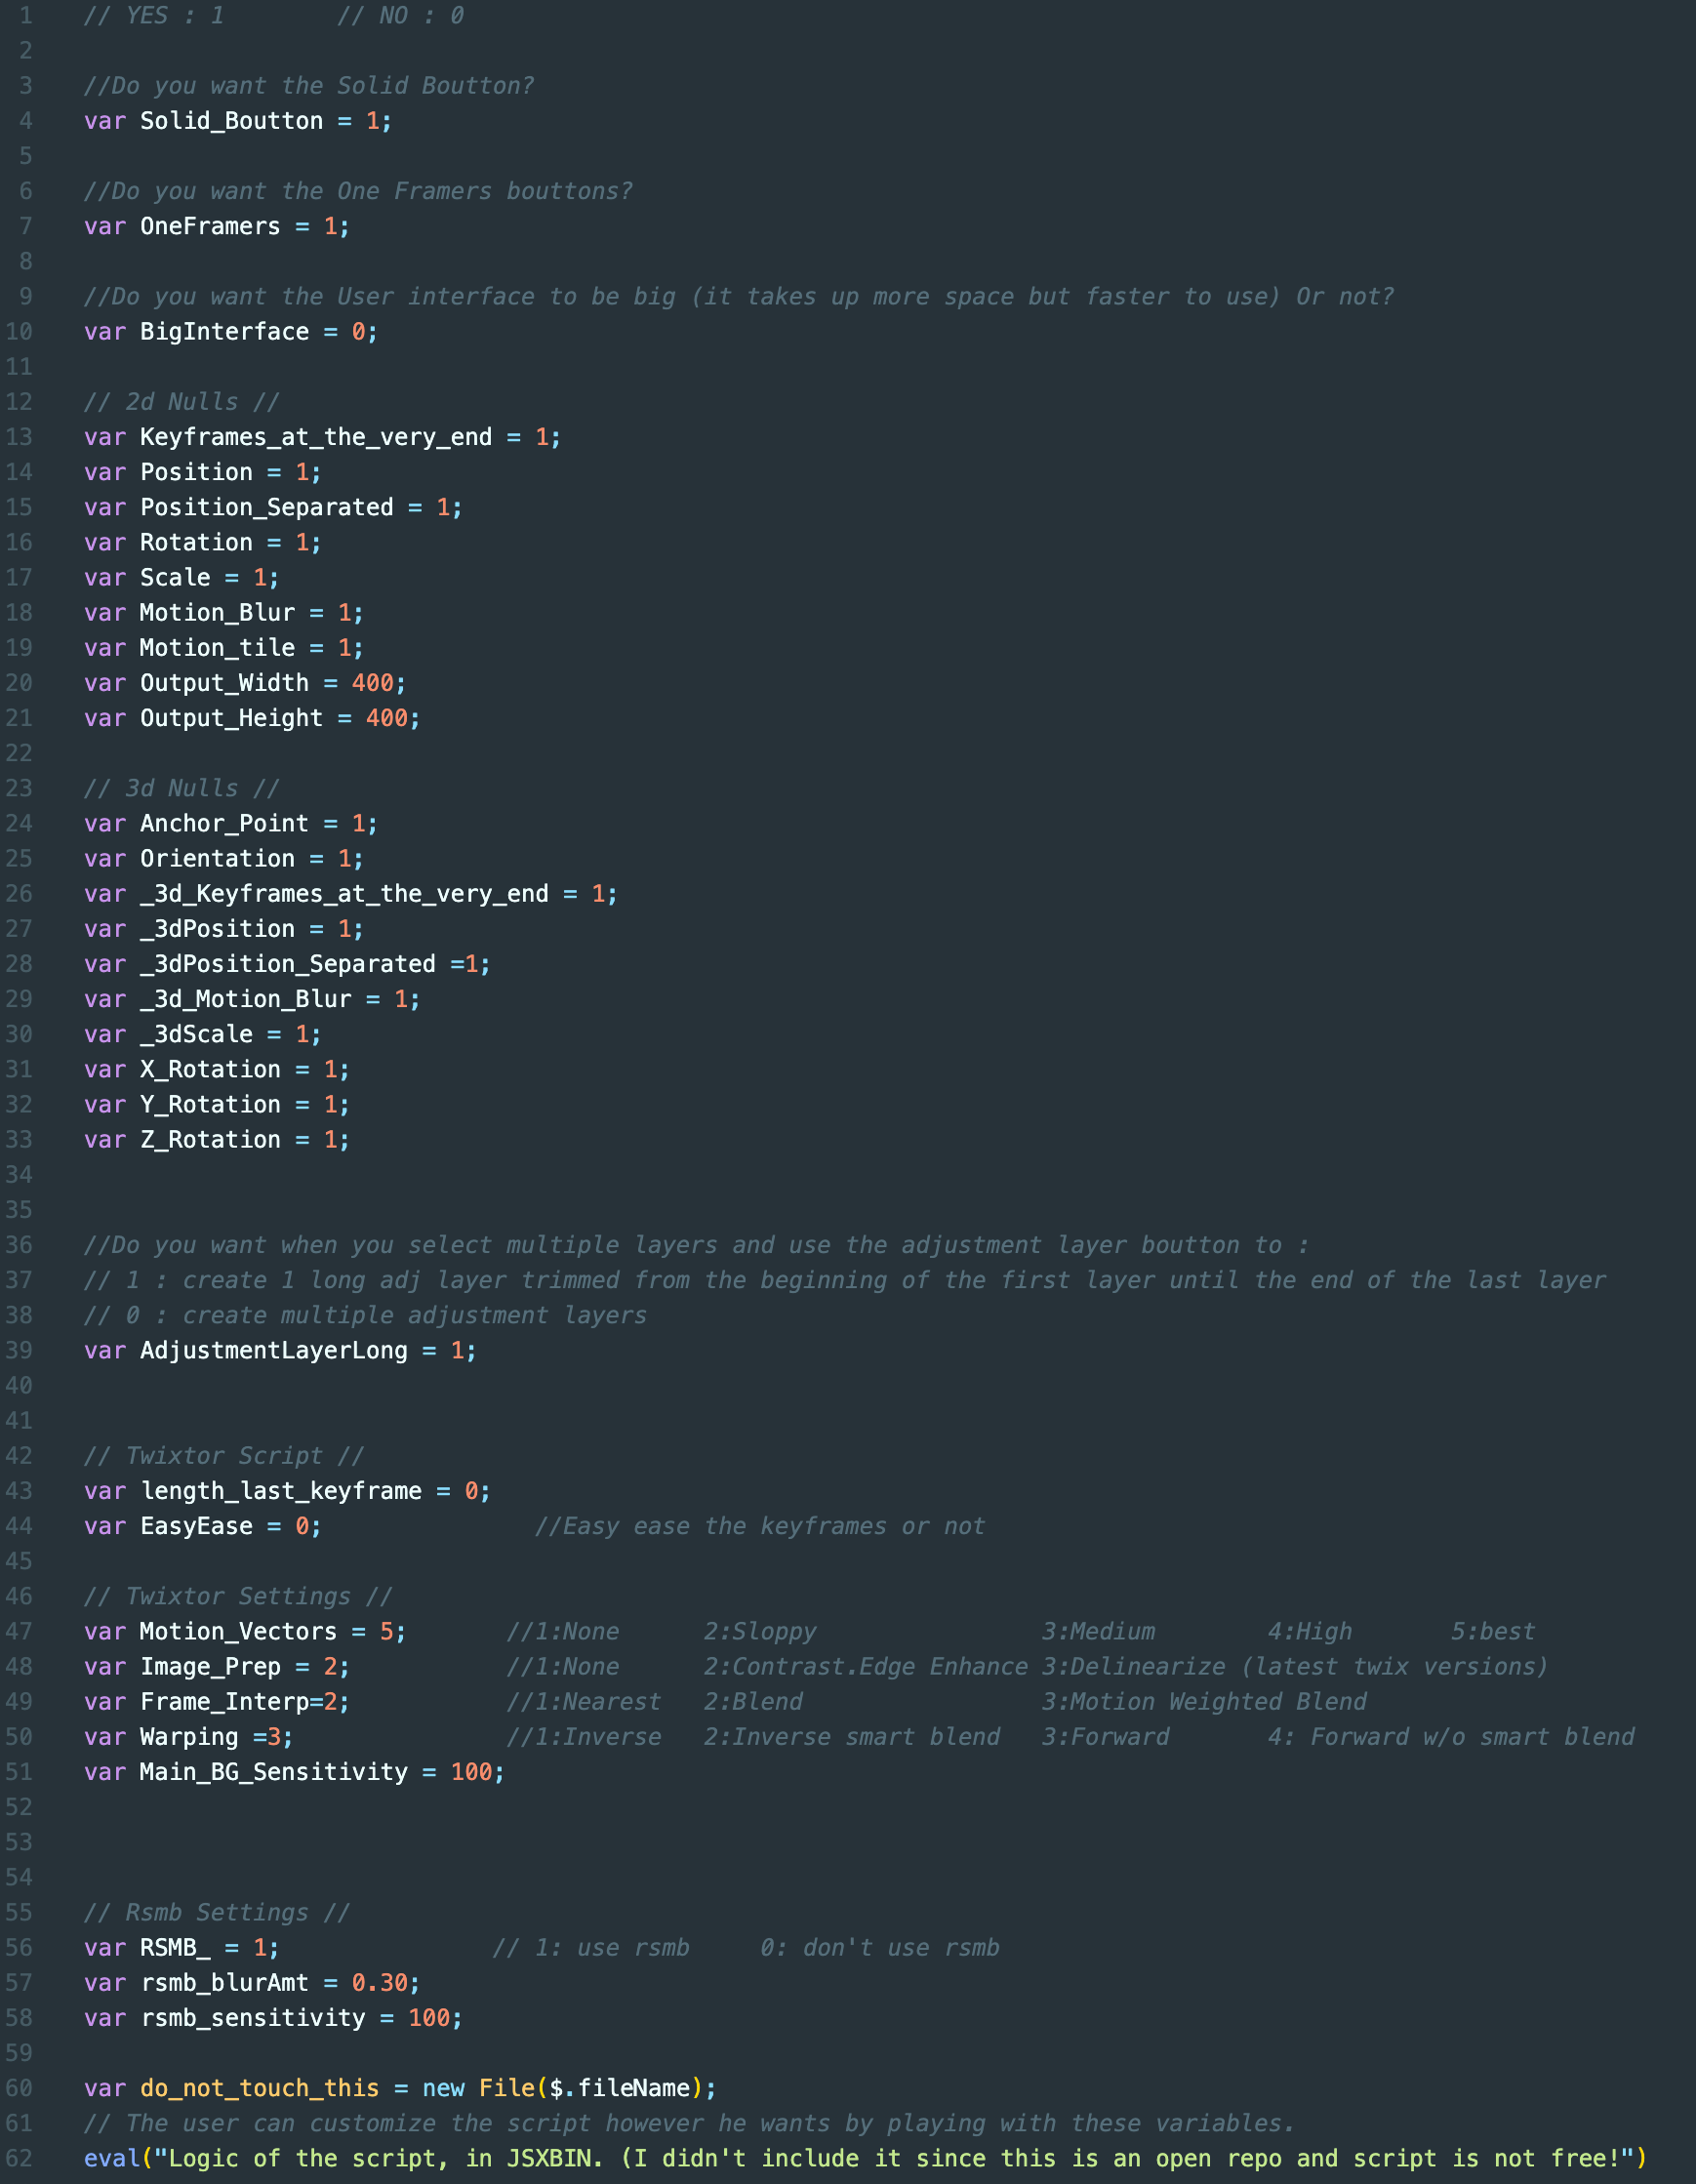 1 // YES : 1 // NO : 0
2
3 //Do you want the Solid Boutton?
4 var Solid_Boutton = 1;
5
6 //Do you want the One Framers bouttons?
7 var OneFramers = 1;
8
9 //Do you want the User interface to be big (it takes up more space but faster to use) Or not?
10 var BigInterface = 0;
11
12 // 2d Nulls //
13 var Keyframes_at_the_very_end = 1;
14 var Position = 1;
15 var Position_Separated = 1;
16 var Rotation = 1;
17 var Scale = 1;
18 var Motion_Blur = 1;
19 var Motion_tile = 1;
20 var Output_Width = 400;
21 var Output_Height = 400;
22
23 // 3d Nulls //
24 var Anchor_Point = 1;
25 var Orientation = 1;
26 var _3d_Keyframes_at_the_very_end = 1;
27 var _3dPosition = 1;
28 var _3dPosition_Separated =1;
29 var _3d_Motion_Blur = 1;
30 var _3dScale = 1;
31 var X_Rotation = 1;
32 var Y_Rotation = 1;
33 var Z_Rotation = 1;
34
35
36 //Do you want when you select multiple layers and use the adjustment layer boutton to :
37 // 1 : create 1 long adj layer trimmed from the beginning of the first layer until the end of the last layer
38 // 0 : create multiple adjustment layers
39 var AdjustmentLayerLong = 1;
40
41
42 // Twixtor Script //
43 var length_last_keyframe = 0;
44 var EasyEase = 0; //Easy ease the keyframes or not
45
46 // Twixtor Settings //
47 var Motion_Vectors = 5; //1:None 2:Sloppy 3:Medium 4:High 5:best
48 var Image_Prep = 2; //1:None 2:Contrast.Edge Enhance 3:Delinearize (latest twix versions)
49 var Frame_Interp=2; //1:Nearest 2:Blend 3:Motion Weighted Blend
50 var Warping =3; //1:Inverse 2:Inverse smart blend 3:Forward 4: Forward w/o smart blend
51 var Main_BG_Sensitivity = 100;
52
53
54
55 // Rsmb Settings //
56 var RSMB_ = 1; // 1: use rsmb 0: don't use rsmb
57 var rsmb_blurAmt = 0.30;
58 var rsmb_sensitivity = 100;
59
60 var do_not_touch_this = new File($.fileName);
61 // The user can customize the script however he wants by playing with these variables.
62 eval("Logic of the script, in JSXBIN. (I didn't include it since this is an open repo and script is not free!")